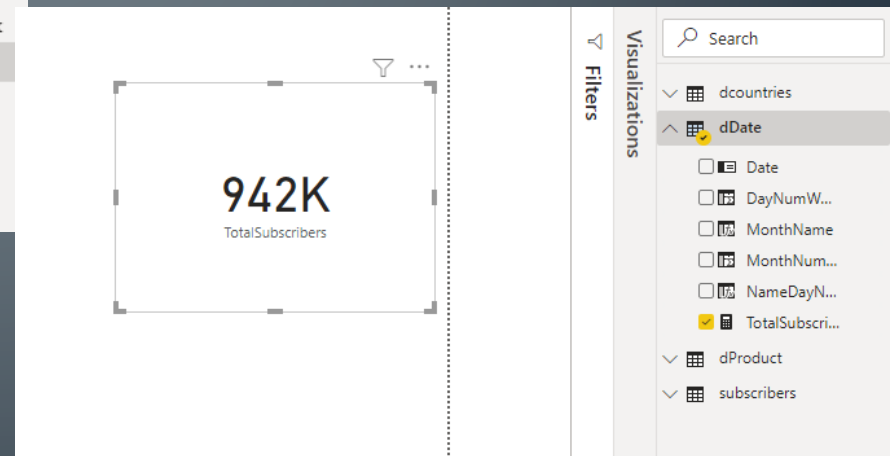 942K
TotalSubscribers
Filters
Visualizations
Search
dcountries
dDate
Date
DayNumW...
MonthName
MonthNum...
NameDayN...
TotalSubscri...
dProduct
subscribers